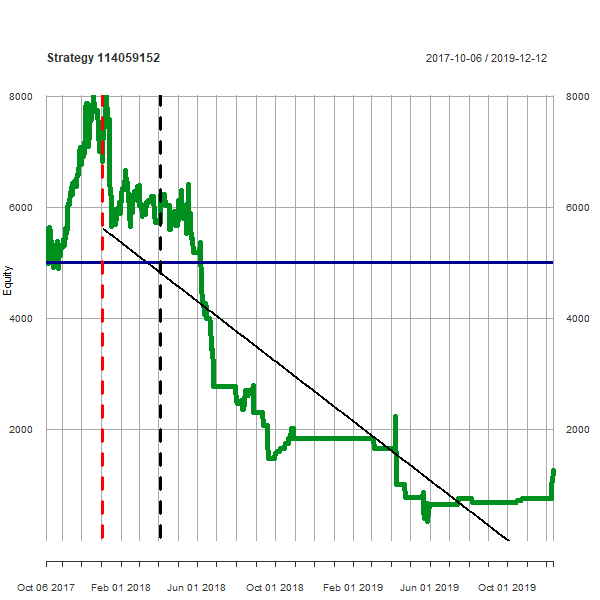 Strategy 114059152
2017-10-06 / 2019-12-12
8000
8000
6000
6000
4000
4000
2000
2000
Equity
Oct 06 2017
Feb 01 2018
Jun 01 2018
Oct 01 2018
Feb 01 2019
Jun 01 2019
Oct 01 2019